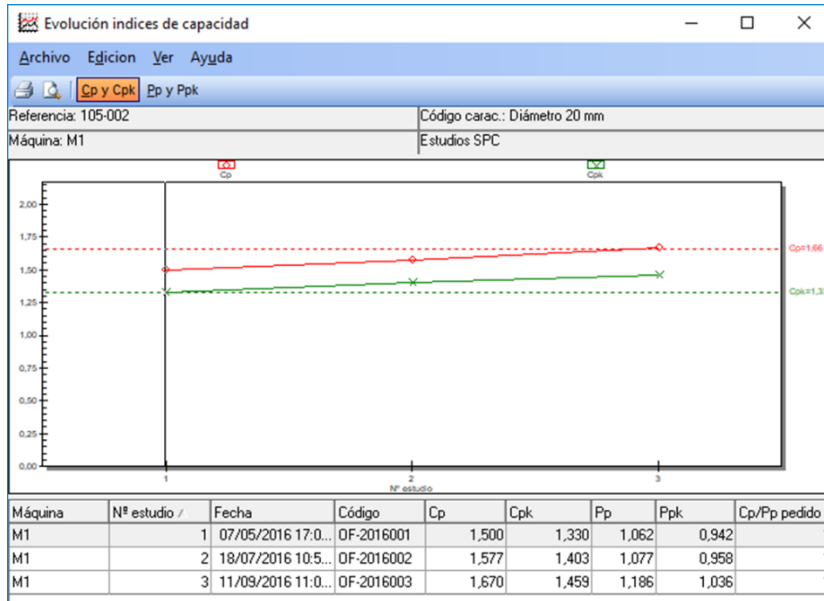 Evolución indices de capacidad
Archivo Edicion Ver Ayuda
Cp y Cpk Pp y Ppk
Referencia: 105-002 Código carac.: Diámetro 20 mm
Máquina: M1 Estudios SPC
Cp Cpk
2,00
1,75
Cp=1,66
1,50
1,25
Cpk=1,3
1,00
0,75
0,50
0,25
0,00
1 2 3
Nº estudio
Máquina Nº estudio Fecha Código Cp Cpk Pp Ppk Cp/Pp pedido
M1 1 07/05/2016 17:0... OF-2016001 1,500 1,330 1,062 0,942
M1 2 18/07/2016 10:5... OF-2016002 1,577 1,403 1,077 0,958
M1 3 11/09/2016 11:0... OF-2016003 1,670 1,459 1,186 1,036